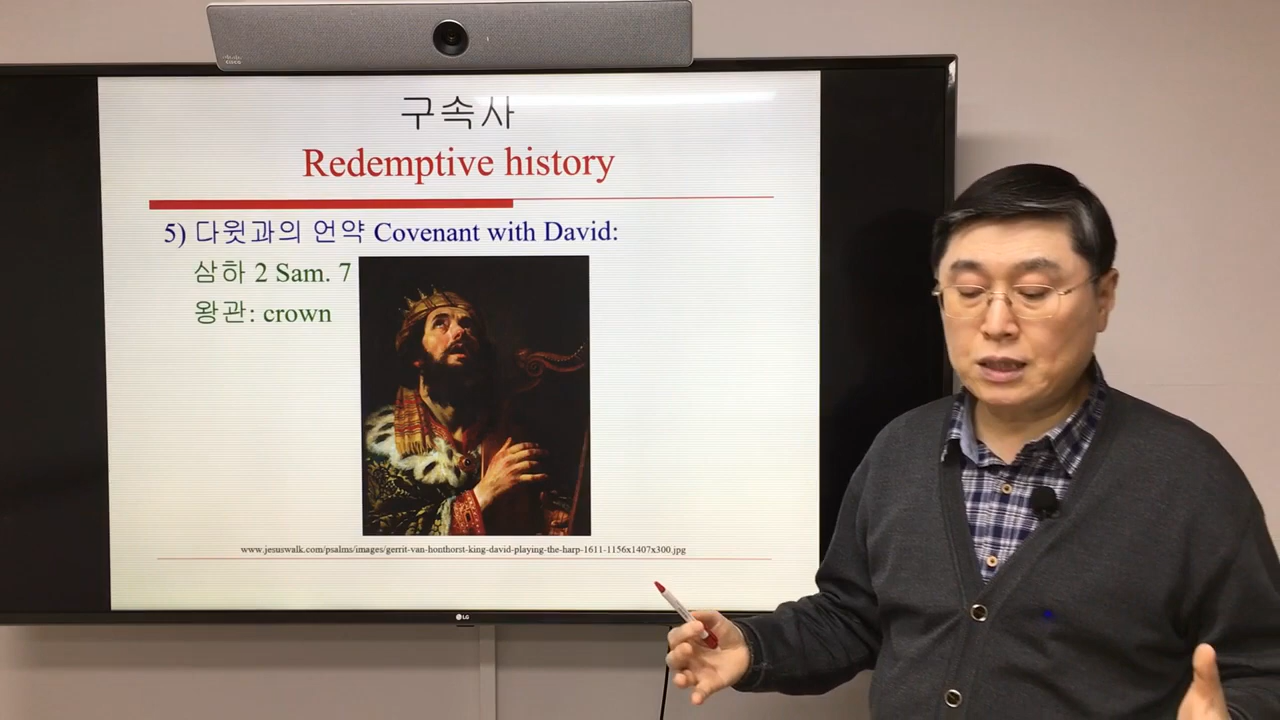 CISCO
구속사
Redemptive history
5) 다윗과의 언약 Covenant with David:
삼하 2 Sam. 7
왕관: crown
www.jesuswalk.com/psalms/images/gerrit-van-honthorst-king-david-playing-the-harp-1611-1156x1407x300.jpg
LG